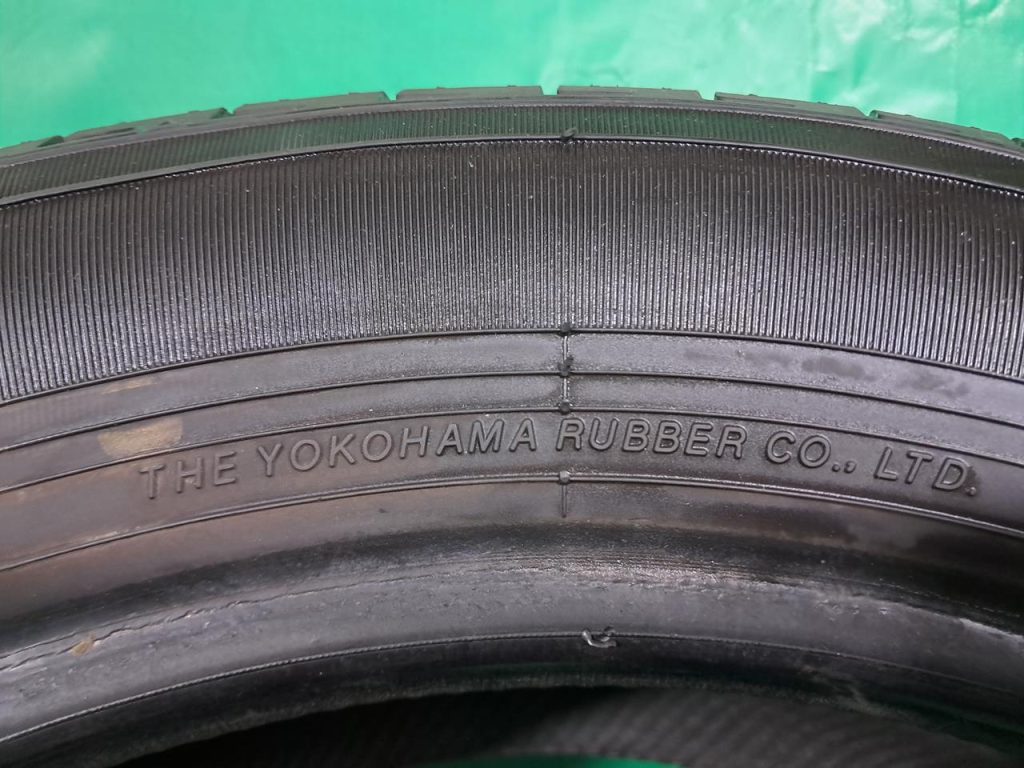 THE YOKOHAMA RUBBER CO., LTD.